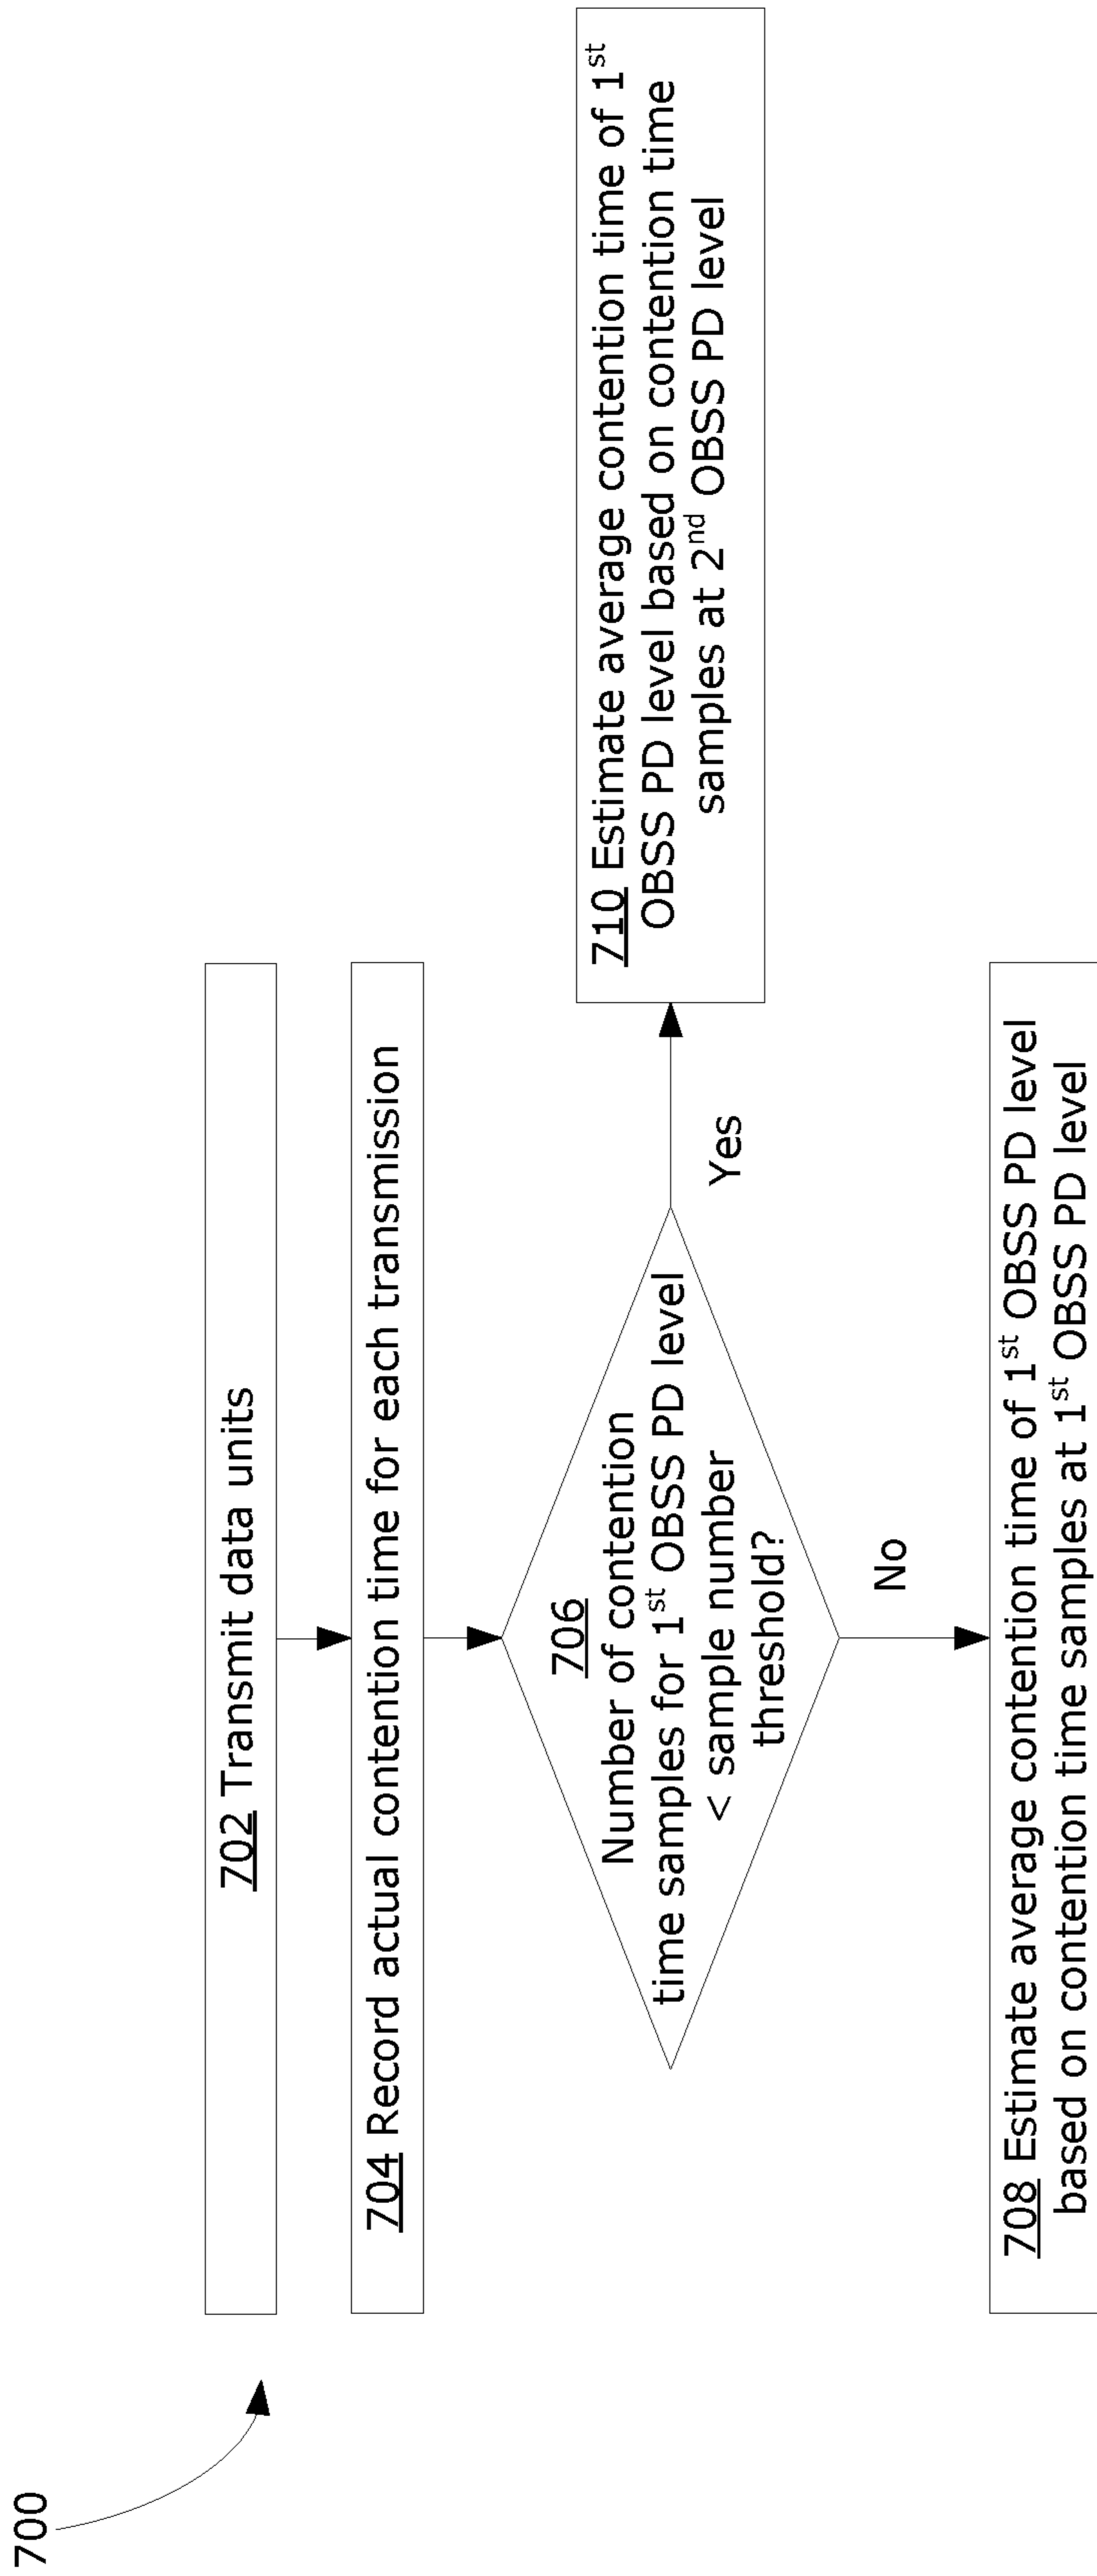 700
702 Transmit data units
704 Record actual contention time for each transmission
706
Number of contention
time samples for 1st OBSS PD level
< sample number
threshold?
Yes
710 Estimate average contention time of 1st
OBSS PD level based on contention time
samples at 2nd OBSS PD level
No
708 Estimate average contention time of 1st OBSS PD level
based on contention time samples at 1st OBSS PD level